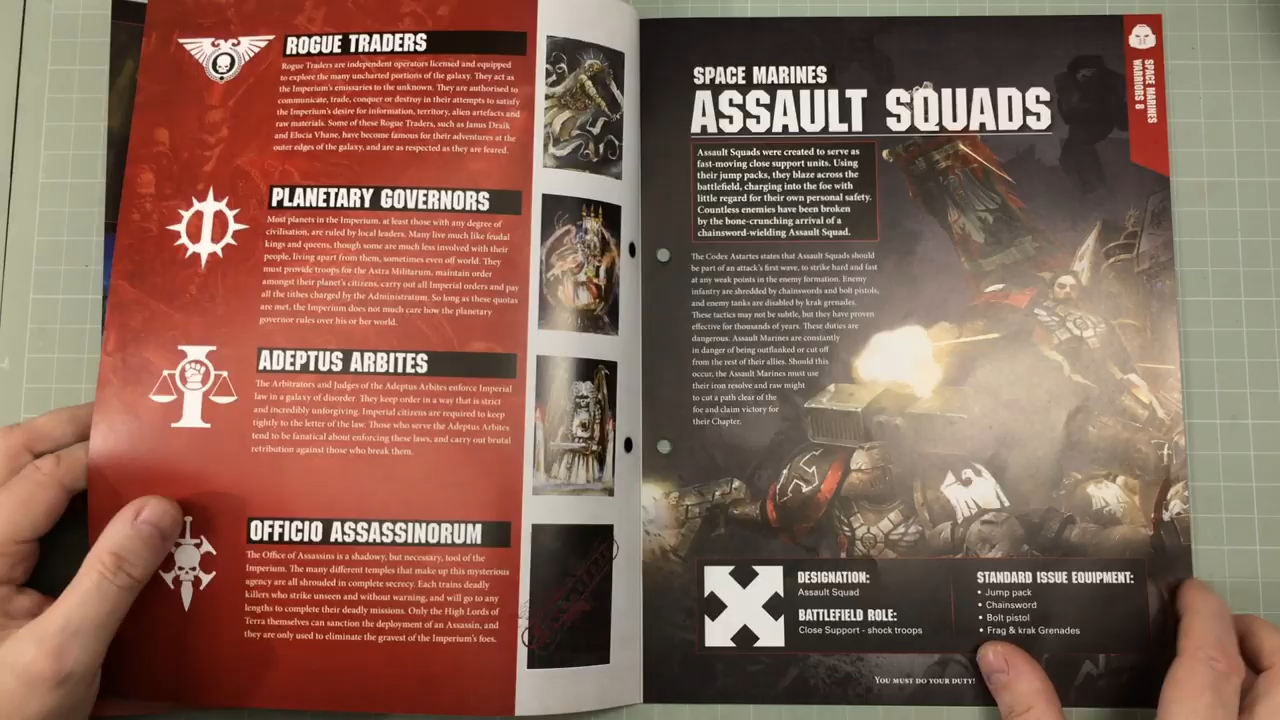 ROGUE TRADERS
Rogue Traders are independent operators licensed and equipped
to explore the many uncharted portions of the galaxy. They act as
the Imperium's emissaries to the unknown. They are authorised to
communicate, trade, conquer or destroy in their attempts to satisfy
the Imperium's desire for information, territory, alien artefacts and
raw materials. Some of these Rogue Traders, such as Janus Draik
and Elucia Vhane, have become famous for their adventures at the
outer edges of the galaxy, and are as respected as they are feared.
PLANETARY GOVERNORS
Most planets in the Imperium, at least those with any degree of
civilisation, are ruled by local leaders. Many live much like feudal
kings and queens, though some are much less involved with their
people, living apart from them, sometimes even off world. They
must provide troops for the Astra Militarum, maintain order
amongst their planet's citizens, carry out all Imperial orders and pay
all the tithes charged by the Administratum. So long as these quotas
are met, the Imperium does not much care how the planetary
governor rules over his or her world.
ADEPTUS ARBITES
The Arbitrators and Judges of the Adeptus Arbites enforce Imperial
law in a galaxy of disorder. They keep order in a way that is strict
and incredibly unforgiving. Imperial citizens are required to keep
tightly to the letter of the law. Those who serve the Adeptus Arbites
tend to be fanatical about enforcing these laws, and carry out brutal
retribution against those who break them.
OFFICIO ASSASSINORUM
The Office of Assassins is a shadowy, but necessary, tool of the
Imperium. The many different temples that make up this mysterious
agency are all shrouded in complete secrecy. Each trains deadly
killers who strike unseen and without warning, and will go to any
lengths to complete their deadly missions. Only the High Lords of
Terra themselves can sanction the deployment of an Assassin, and
they are only used to eliminate the gravest of the Imperium's foes.
SPACE MARINES
ASSAULT SQUADS
Assault Squads were created to serve as
fast-moving close support units. Using
their jump packs, they blaze across the
battlefield, charging into the foe with
little regard for their own personal safety.
Countless enemies have been broken
by the bone-crunching arrival of a
chainsword-wielding Assault Squad.
The Codex Astartes states that Assault Squads should
be part of an attack's first wave, to strike hard and fast
at any weak points in the enemy formation. Enemy
infantry are shredded by chainswords and bolt pistols,
and enemy tanks are disabled by krak grenades.
These tactics may not be subtle, but they have proven
effective for thousands of years. These duties are
dangerous. Assault Marines are constantly
in danger of being outflanked or cut off
from the rest of their allies. Should this
occur, the Assault Marines must use
their iron resolve and raw might
to cut a path clear of the
foe and claim victory for
their Chapter.
DESIGNATION:
Assault Squad
BATTLEFIELD ROLE:
Close Support - shock troops
STANDARD ISSUE EQUIPMENT:
• Jump pack
• Chainsword
• Bolt pistol
• Frag & krak Grenades
YOU MUST DO YOUR DUTY!
SPACE MARINES
WARRIORS 8